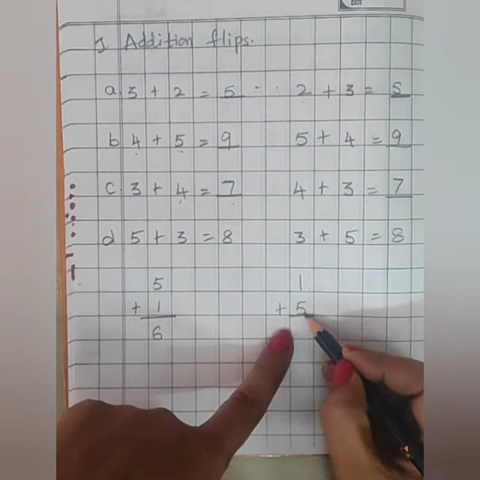 1 Addition flips.
a. 3 + 2 = 5 2 + 3 = 5
b 4 + 5 = 9 5 + 4 = 9
c. 3 + 4 = 7 4 + 3 = 7
d 5 + 3 = 8 3 + 5 = 8
5 1
+ 1 + 5
6